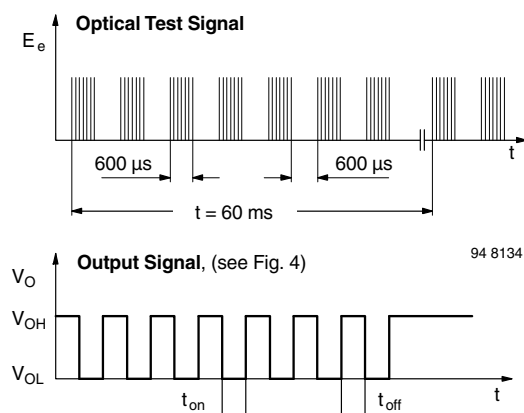 Optical Test Signal
E e
t
600 µs
600 µs
t = 60 ms
94 8134
Output Signal, (see Fig. 4)
VO
VOH
VOL
ton
toff
t